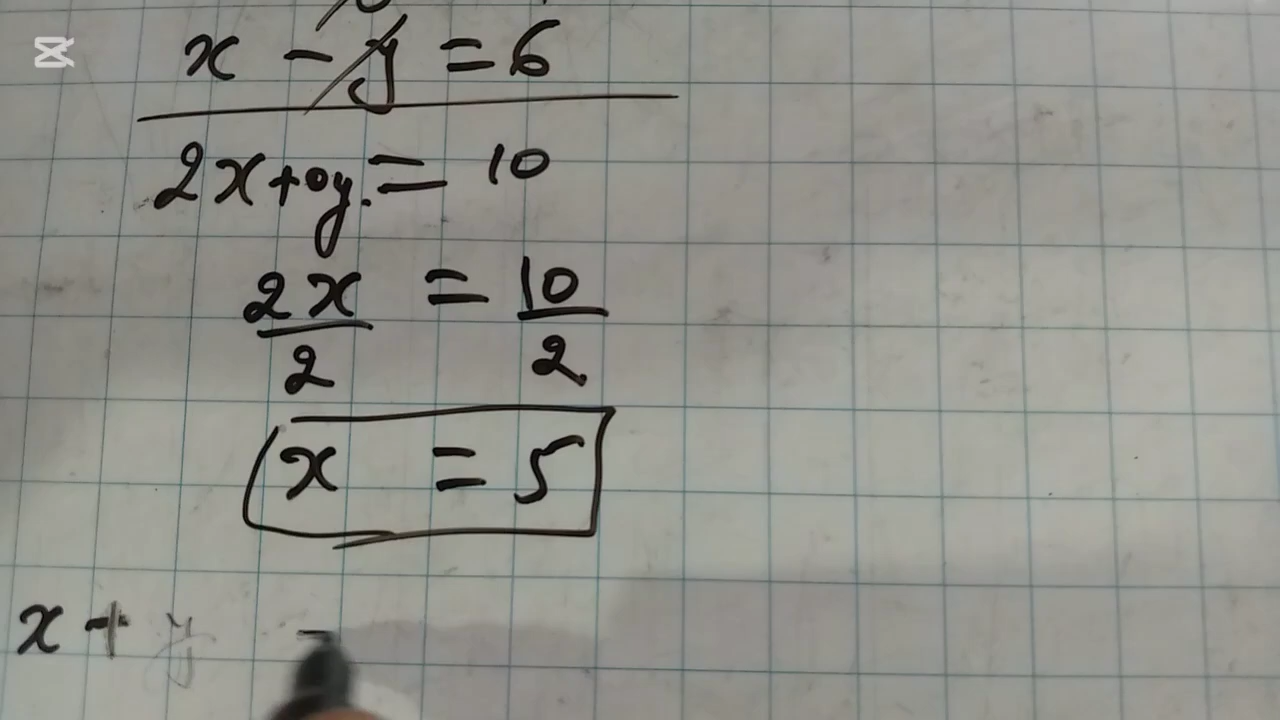 x - y = 6
2x+0y. = 10
2x/2 = 10/2
x = 5
x + y =